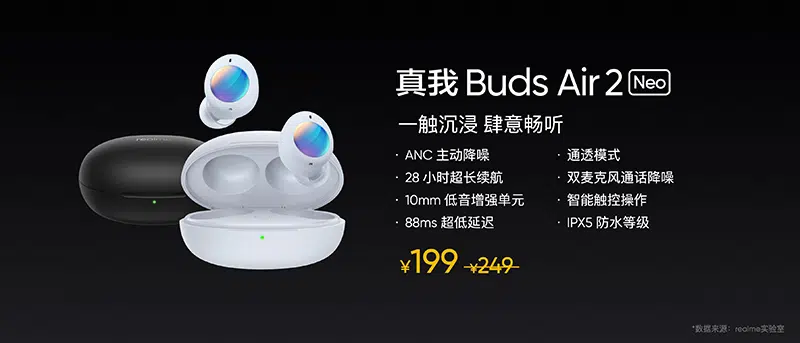 真我 Buds Air 2 Neo
一触沉浸 肆意畅听
· ANC 主动降噪
· 28 小时超长续航
· 10mm 低音增强单元
· 88ms 超低延迟
· 通透模式
· 双麦克风通话降噪
· 智能触控操作
· IPX5 防水等级
¥199 ¥249
*数据来源：realme实验室
realme